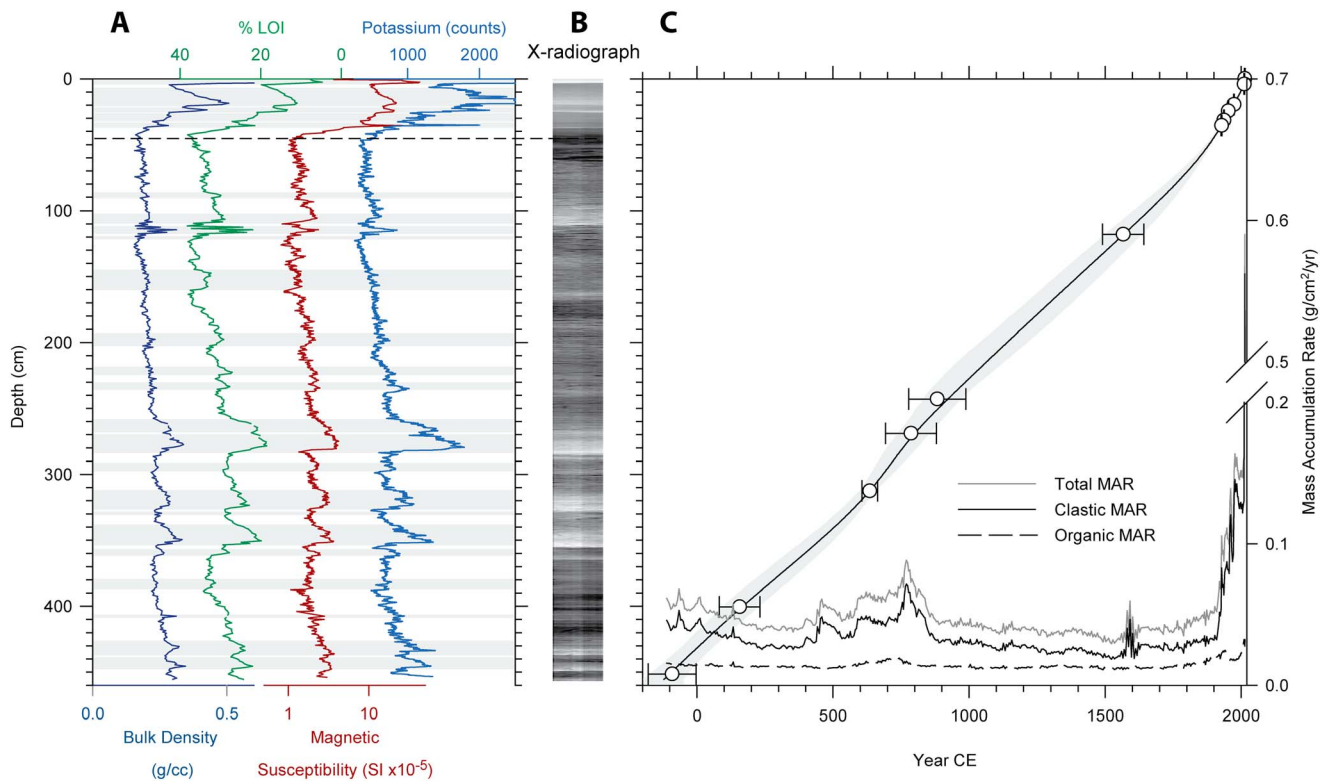 A B C
% LOI Potassium (counts)
X-radiograph
40 20 0 1000 2000
0
100
200
300
400
Depth (cm)
0.0 0.5 1 10
Bulk Density
(g/cc)
Magnetic
Susceptibility (SI x10-5)
0.7
0.6
0.5
0.2
0.1
0.0
Mass Accumulation Rate (g/cm2/yr)
Total MAR
Clastic MAR
Organic MAR
0 500 1000 1500 2000
Year CE